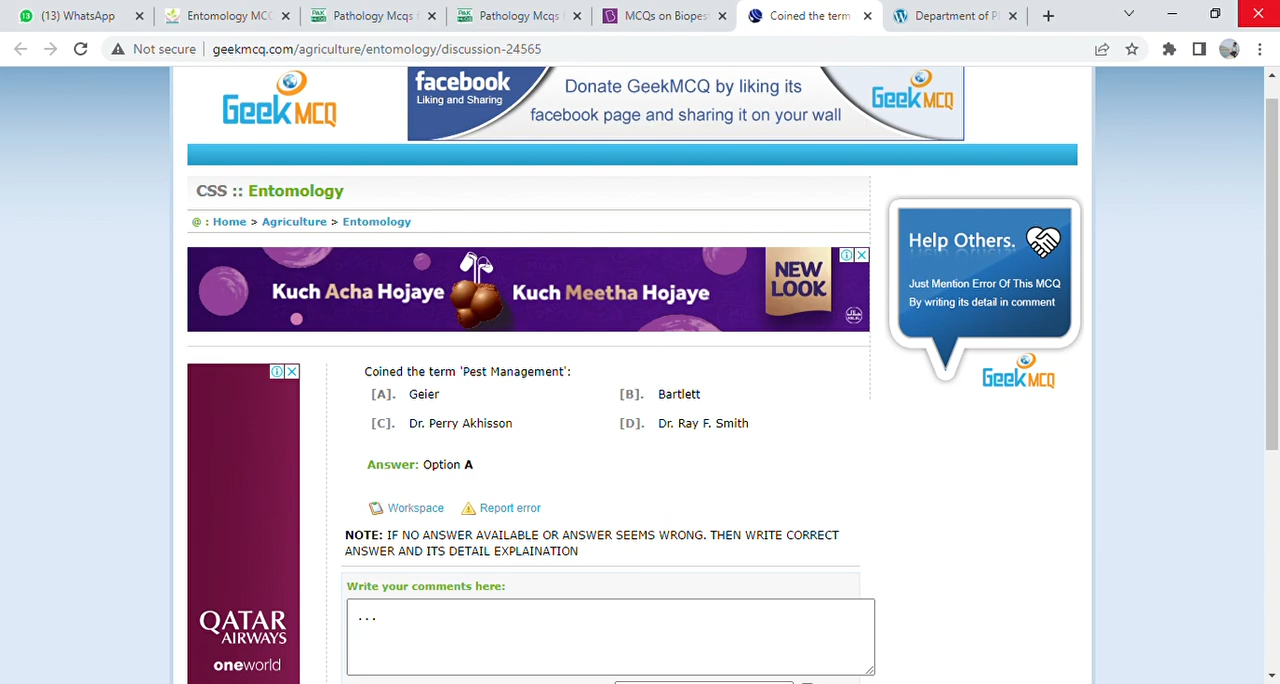 (13) WhatsApp
Entomology MCC
Pathology Mcqs f
Pathology Mcqs f
MCQs on Biopest
Coined the term
Department of Pl
Not secure
geekmcq.com/agriculture/entomology/discussion-24565
GeekMCQ
facebook
Liking and Sharing
Donate GeekMCQ by liking its
facebook page and sharing it on your wall
GeekMCQ
CSS :: Entomology
@ : Home > Agriculture > Entomology
Kuch Acha Hojaye
Kuch Meetha Hojaye
NEW
LOOK
Help Others.
Just Mention Error Of This MCQ
By writing its detail in comment
GeekMCQ
Coined the term 'Pest Management':
[A]. Geier
[B]. Bartlett
[C]. Dr. Perry Akhisson
[D]. Dr. Ray F. Smith
Answer: Option A
Workspace
Report error
NOTE: IF NO ANSWER AVAILABLE OR ANSWER SEEMS WRONG. THEN WRITE CORRECT
ANSWER AND ITS DETAIL EXPLAINATION
Write your comments here:
...
QATAR
AIRWAYS
oneworld